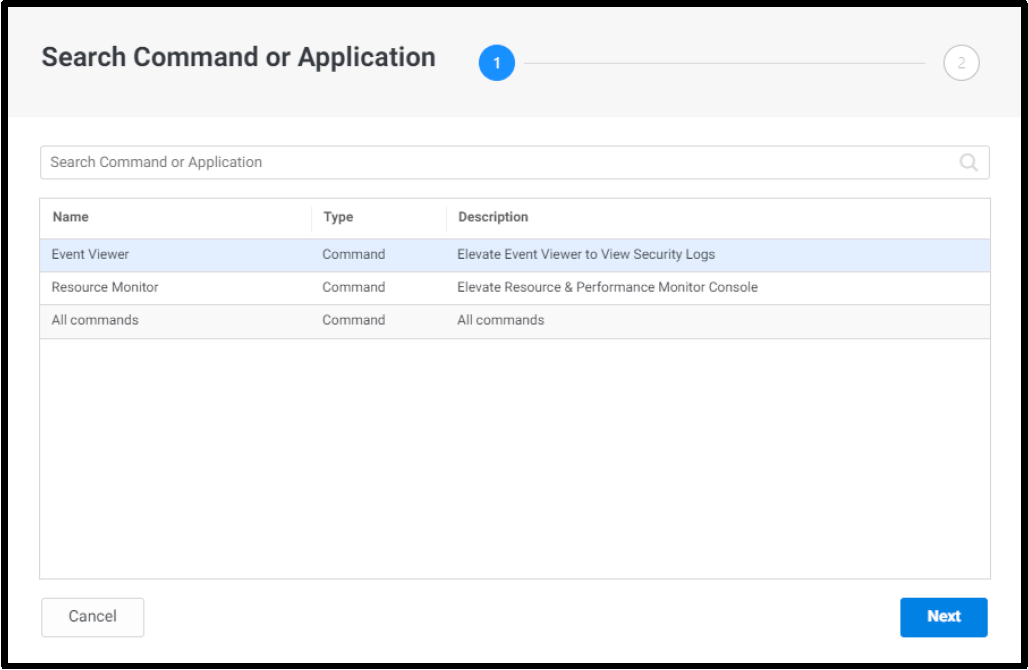 Search Command or Application 1 2
Search Command or Application
Name Type Description
Event Viewer Command Elevate Event Viewer to View Security Logs
Resource Monitor Command Elevate Resource & Performance Monitor Console
All commands Command All commands
Cancel Next